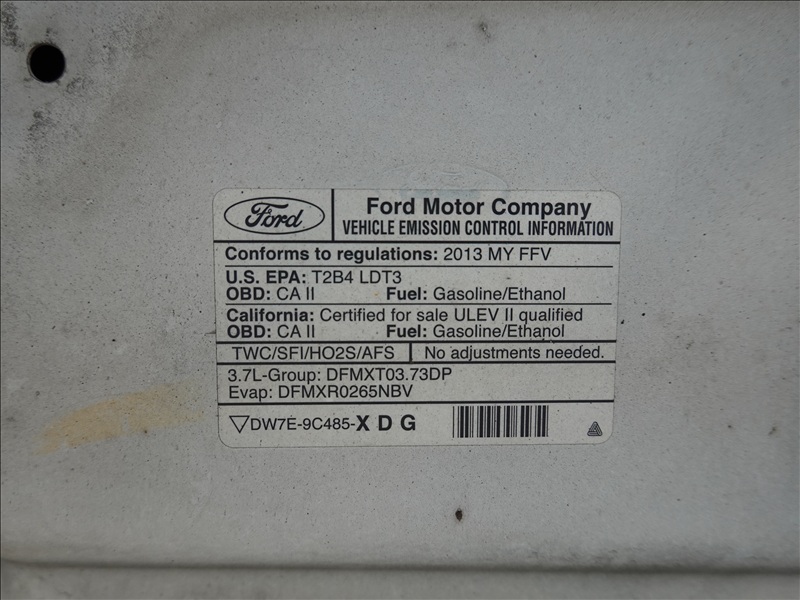 Ford
Ford Motor Company
VEHICLE EMISSION CONTROL INFORMATION
Conforms to regulations: 2013 MY FFV
U.S. EPA: T2B4 LDT3
OBD: CA II Fuel: Gasoline/Ethanol
California: Certified for sale ULEV II qualified
OBD: CA II Fuel: Gasoline/Ethanol
TWC/SFI/HO2S/AFS No adjustments needed.
3.7L-Group: DFMXT03.73DP
Evap: DFMXR0265NBV
DW7E-9C485-X D G